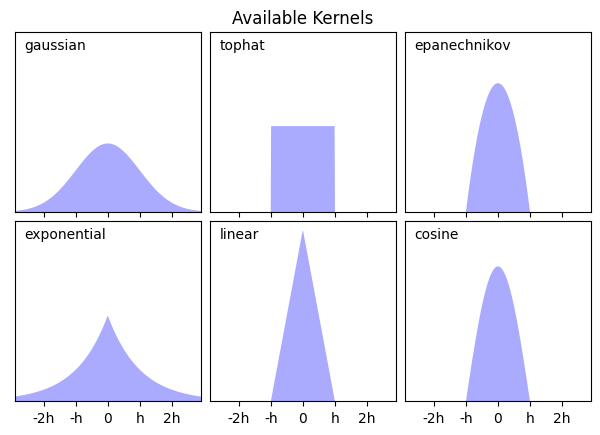 Available Kernels
gaussian
tophat
epanechnikov
exponential
linear
cosine
-2h -h 0 h 2h
-2h -h 0 h 2h
-2h -h 0 h 2h